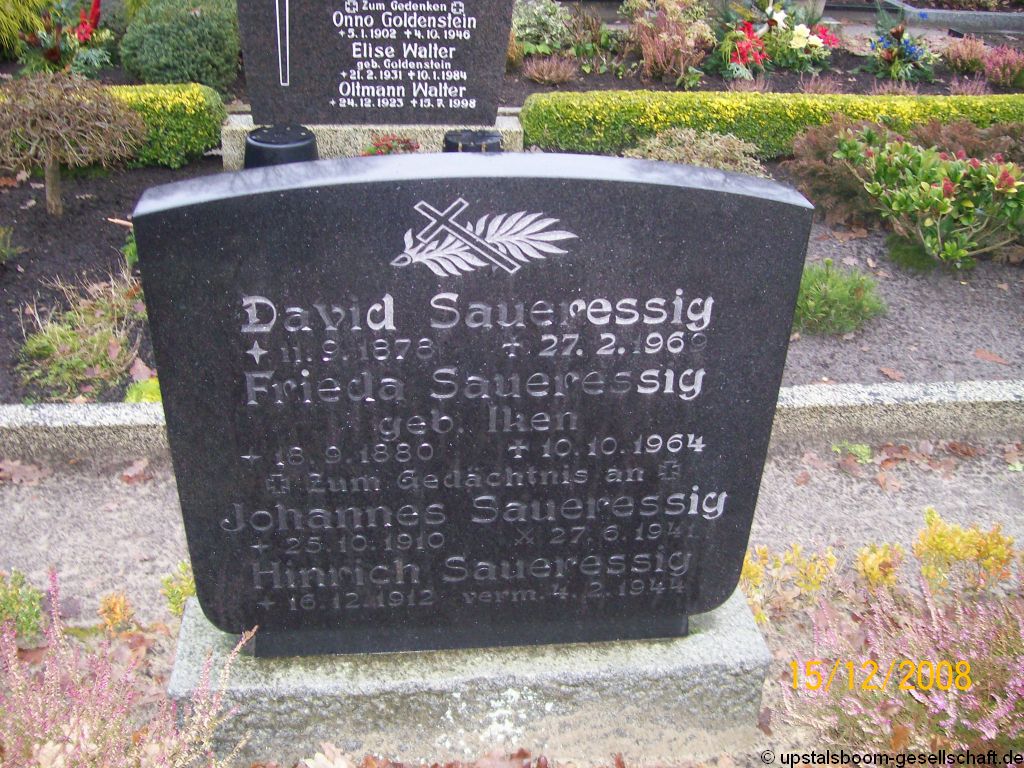 Zum Gedenken
Onno Goldenstein
* 5.1.1902 + 4.10.1946
Elise Walter
geb. Goldenstein
* 21.2.1931 + 10.1.1984
Oltmann Walter
* 24.12.1923 + 15.7.1998
David Saueressig
* 11.9.1878 + 27.2.1969
Frieda Saueressig
geb. Iken
* 18.9.1880 + 10.10.1964
Zum Gedächtnis an
Johannes Saueressig
* 25.10.1910 X 27.6.1941
Hinrich Saueressig
* 16.12.1912 verm. 4.2.1944
15/12/2008
© upstalsboom-gesellschaft.de